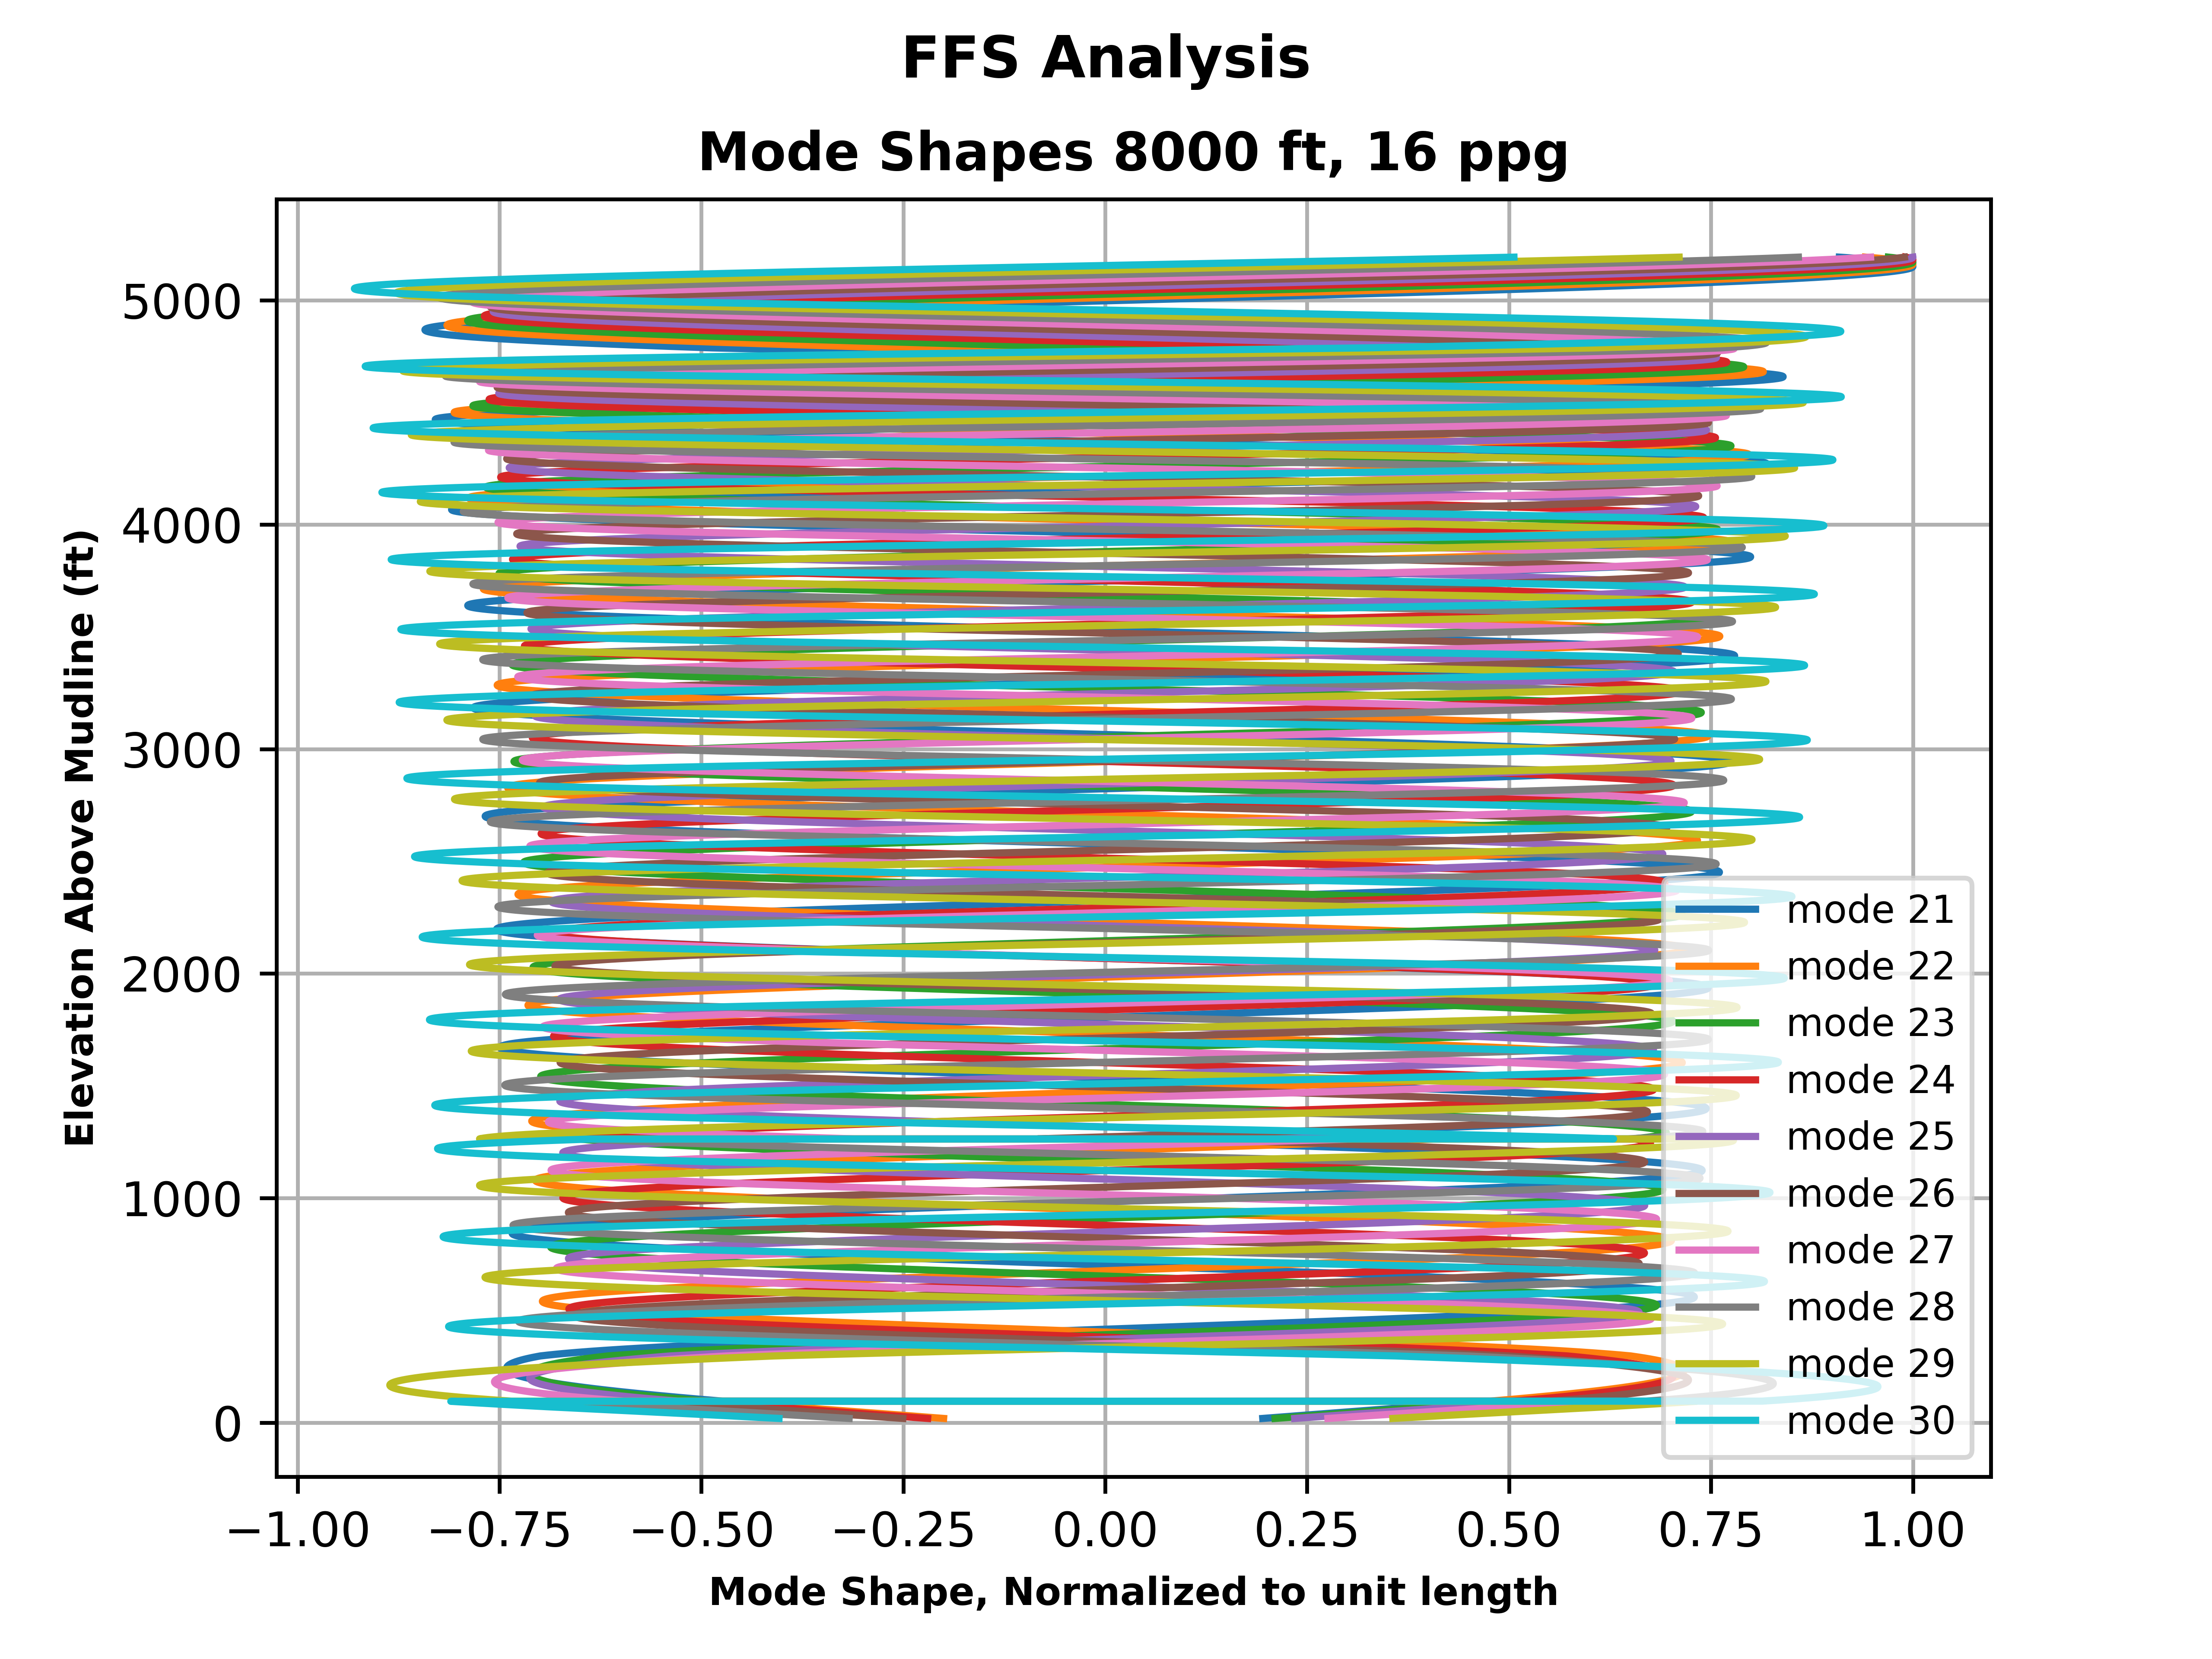 FFS Analysis
Mode Shapes 8000 ft, 16 ppg
Elevation Above Mudline (ft)
5000
4000
3000
2000
1000
0
mode 21
mode 22
mode 23
mode 24
mode 25
mode 26
mode 27
mode 28
mode 29
mode 30
−1.00 −0.75 −0.50 −0.25 0.00 0.25 0.50 0.75 1.00
Mode Shape, Normalized to unit length